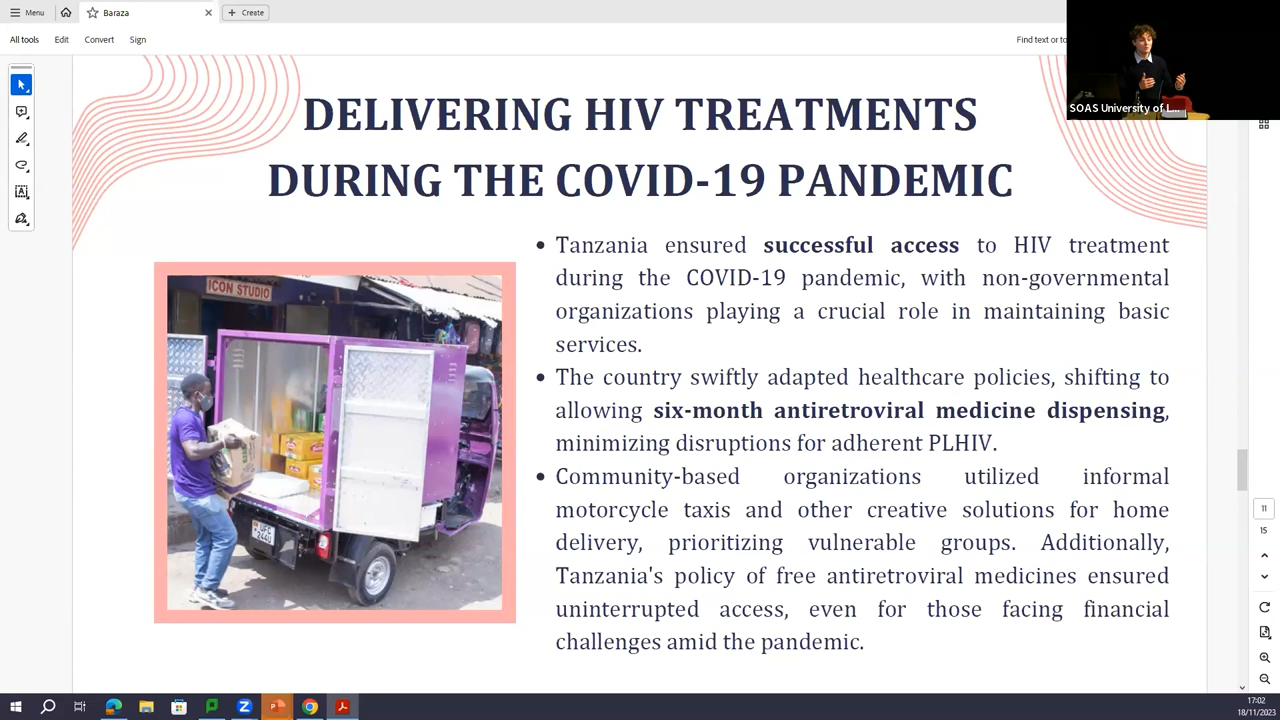 Menu
Baraza
Create
All tools
Edit
Convert
Sign
Find text or to
SOAS University of L...
DELIVERING HIV TREATMENTS
DURING THE COVID-19 PANDEMIC
ICON STUDIO
UFC
244U
• Tanzania ensured successful access to HIV treatment
during the COVID-19 pandemic, with non-governmental
organizations playing a crucial role in maintaining basic
services.
• The country swiftly adapted healthcare policies, shifting to
allowing six-month antiretroviral medicine dispensing,
minimizing disruptions for adherent PLHIV.
• Community-based organizations utilized informal
motorcycle taxis and other creative solutions for home
delivery, prioritizing vulnerable groups. Additionally,
Tanzania's policy of free antiretroviral medicines ensured
uninterrupted access, even for those facing financial
challenges amid the pandemic.
11
15
17:02
18/11/2023